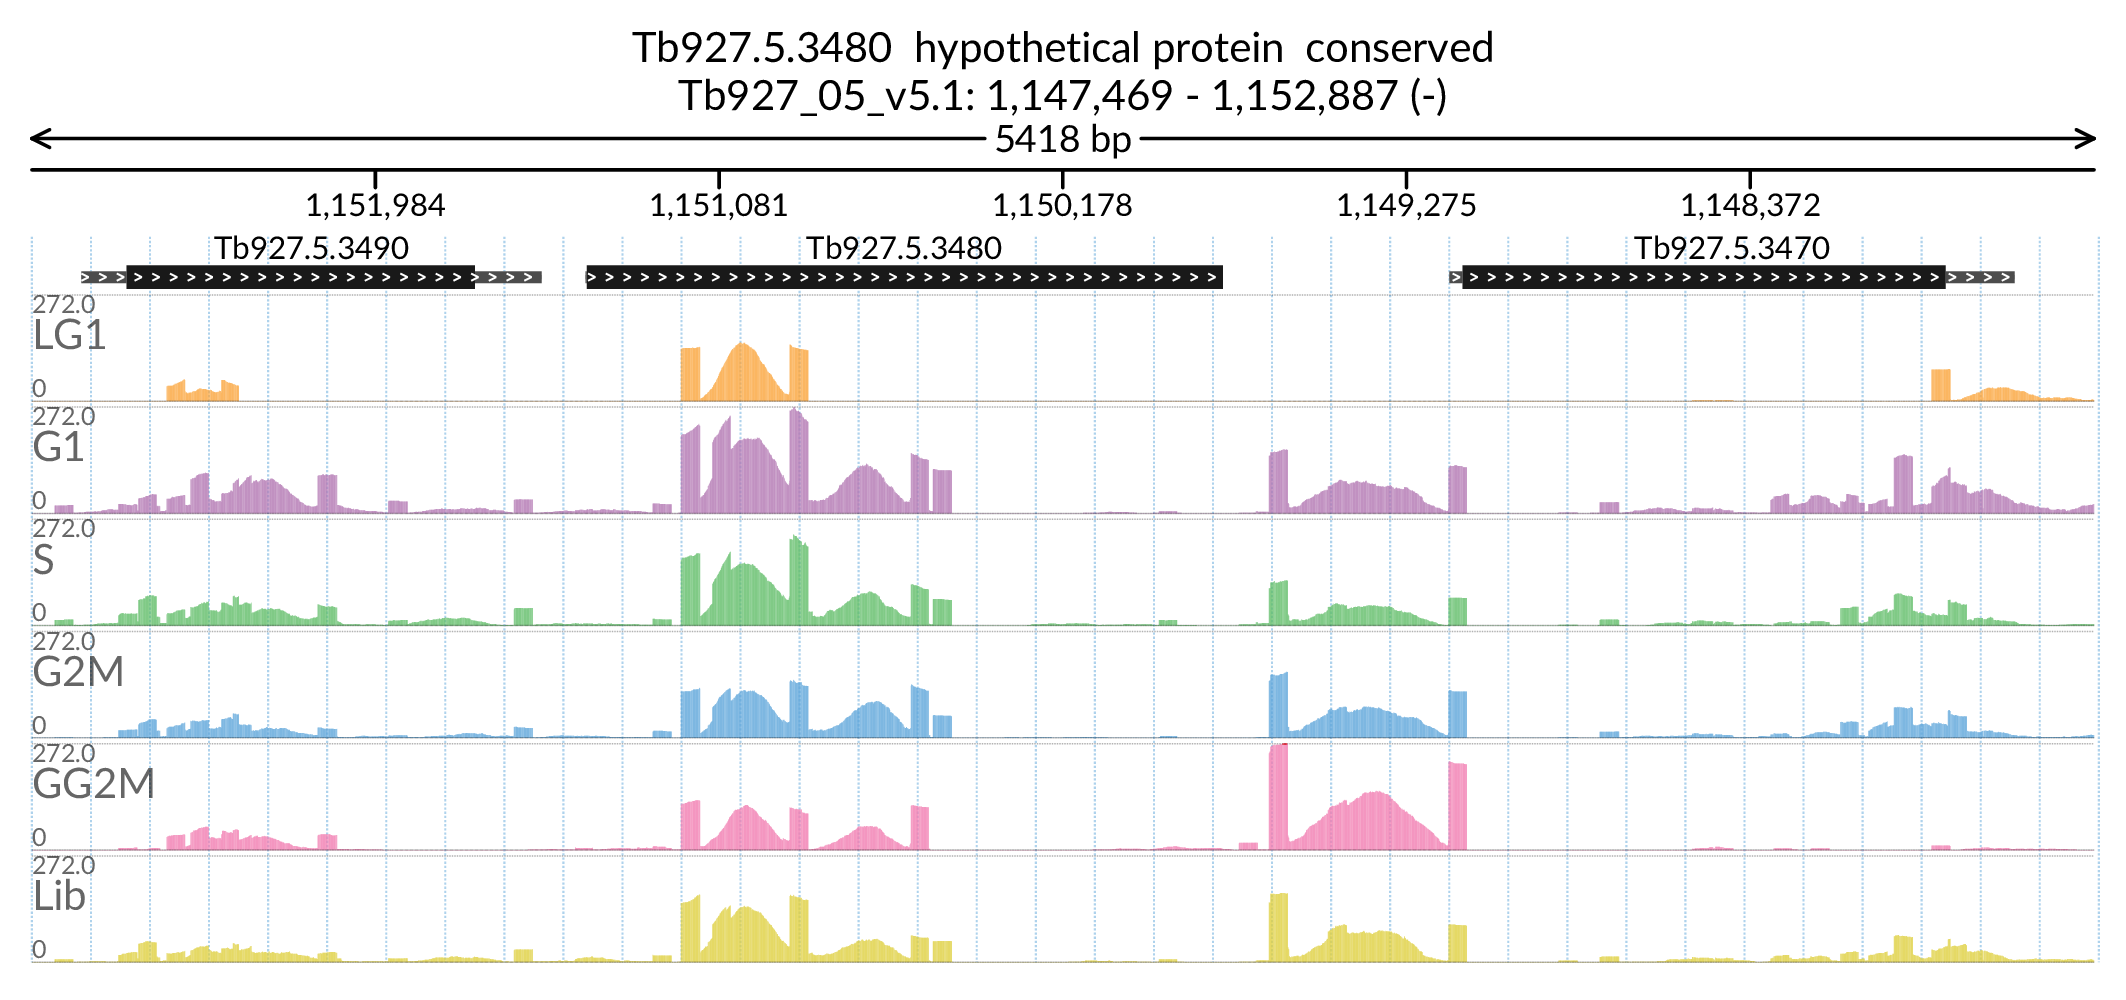 Tb927.5.3480  hypothetical protein  conserved
Tb927_05_v5.1: 1,147,469 - 1,152,887 (-)
5418 bp
1,151,984 1,151,081 1,150,178 1,149,275 1,148,372
Tb927.5.3490 Tb927.5.3480 Tb927.5.3470
272.0
LG1
0
272.0
G1
0
272.0
S
0
272.0
G2M
0
272.0
GG2M
0
272.0
Lib
0